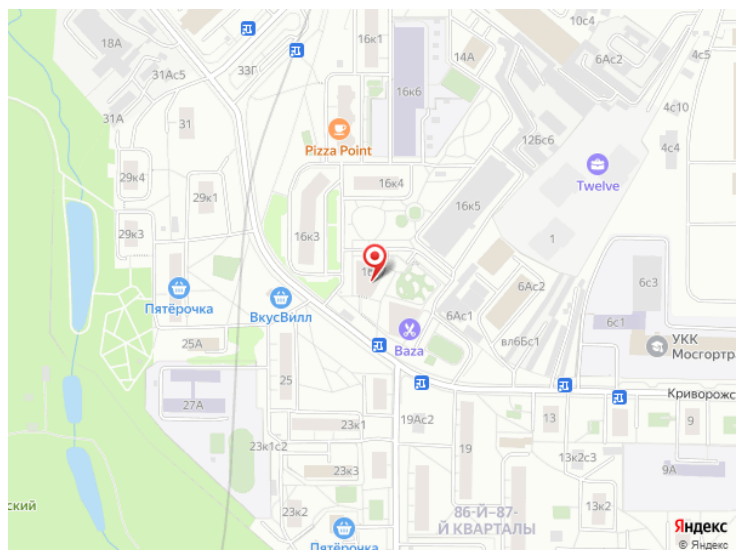 10с4
18А
16к1
6Ас2
14А
4с5
31Ас5
33Г
16к6
4с10
31А
31
12Бс6
Pizza Point
4с4
29к4
16к4
Twelve
29к1
16к5
29к3
16к3
1
6с3
Пятёрочка
6Ас2
ВкусВилл
6Ас1
6с1
УКК
Мосгортр
25А
Baza
вл6Бс1
25
27А
Криворожс
23к1
19Ас2
13
9
23к1с2
19
13к2с3
23к3
9А
86-Й–87-
Й КВАРТАЛЫ
ский
23к2
13к2
Яндекс
Пятёрочка
© Яндекс